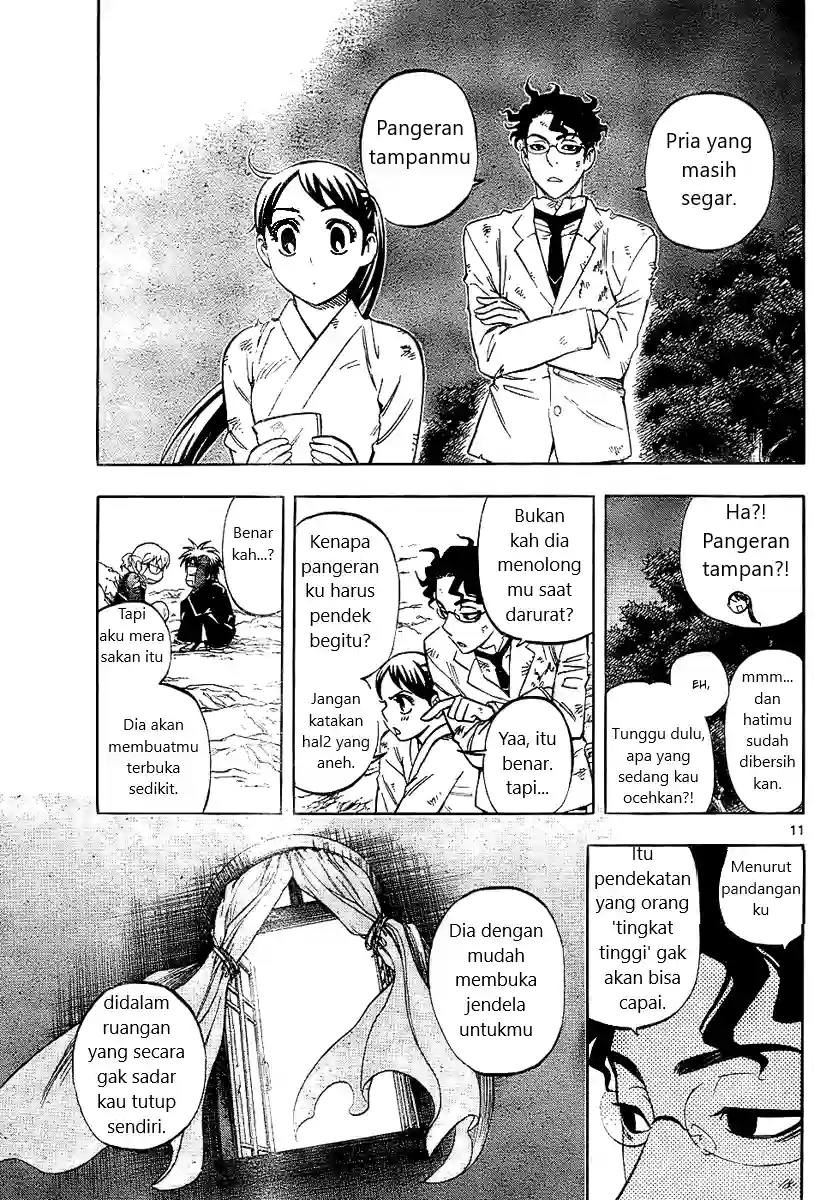 Pria yang
masih
segar.
Pangeran
tampanmu
Ha?!
Pangeran
tampan?!
mmm...
dan
hatimu
sudah
dibersih
kan.
EH,
Tunggu dulu,
apa yang
sedang kau
ocehkan?!
Bukan
kah dia
menolong
mu saat
darurat?
Kenapa
pangeran
ku harus
pendek
begitu?
Yaa, itu
benar.
tapi...
Jangan
katakan
hal2 yang
aneh.
Benar
kah...?
Tapi
aku mera
sakan itu
Dia akan
membuatmu
terbuka
sedikit.
11
Menurut
pandangan
ku
Itu
pendekatan
yang orang
'tingkat
tinggi' gak
akan bisa
capai.
Dia dengan
mudah
membuka
jendela
untukmu
didalam
ruangan
yang secara
gak sadar
kau tutup
sendiri.